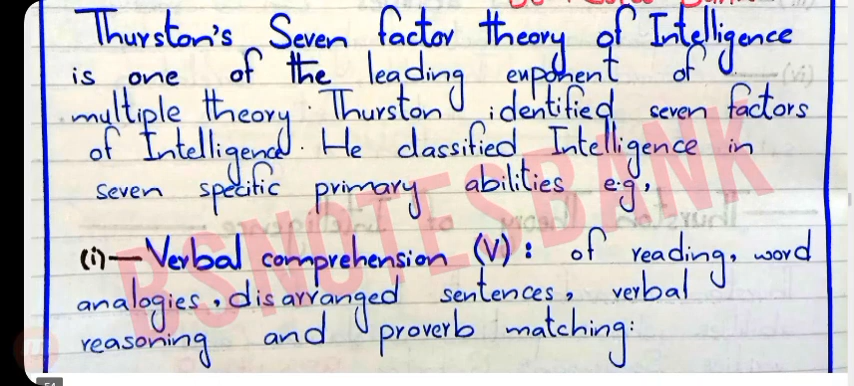 Thurston's Seven factor theory of Intelligence
is one of the leading exponent of
multiple theory. Thurston identified seven factors
of Intelligence. He classified Intelligence in
seven specific primary abilities e.g,
(i)— Verbal comprehension (V) : of reading, word
analogies, disarranged sentences, verbal
reasoning and proverb matching:
BSNOTESBANK
51